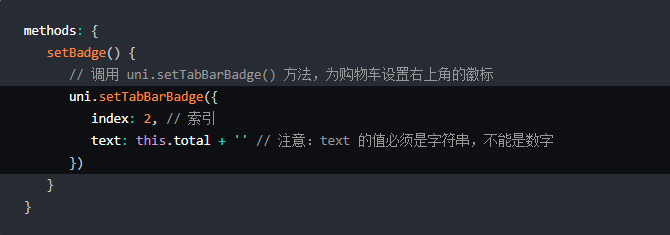 methods: {
setBadge() {
// 调用 uni.setTabBarBadge() 方法，为购物车设置右上角的徽标
uni.setTabBarBadge({
index: 2, // 索引
text: this.total + '' // 注意：text 的值必须是字符串，不能是数字
})
}
}